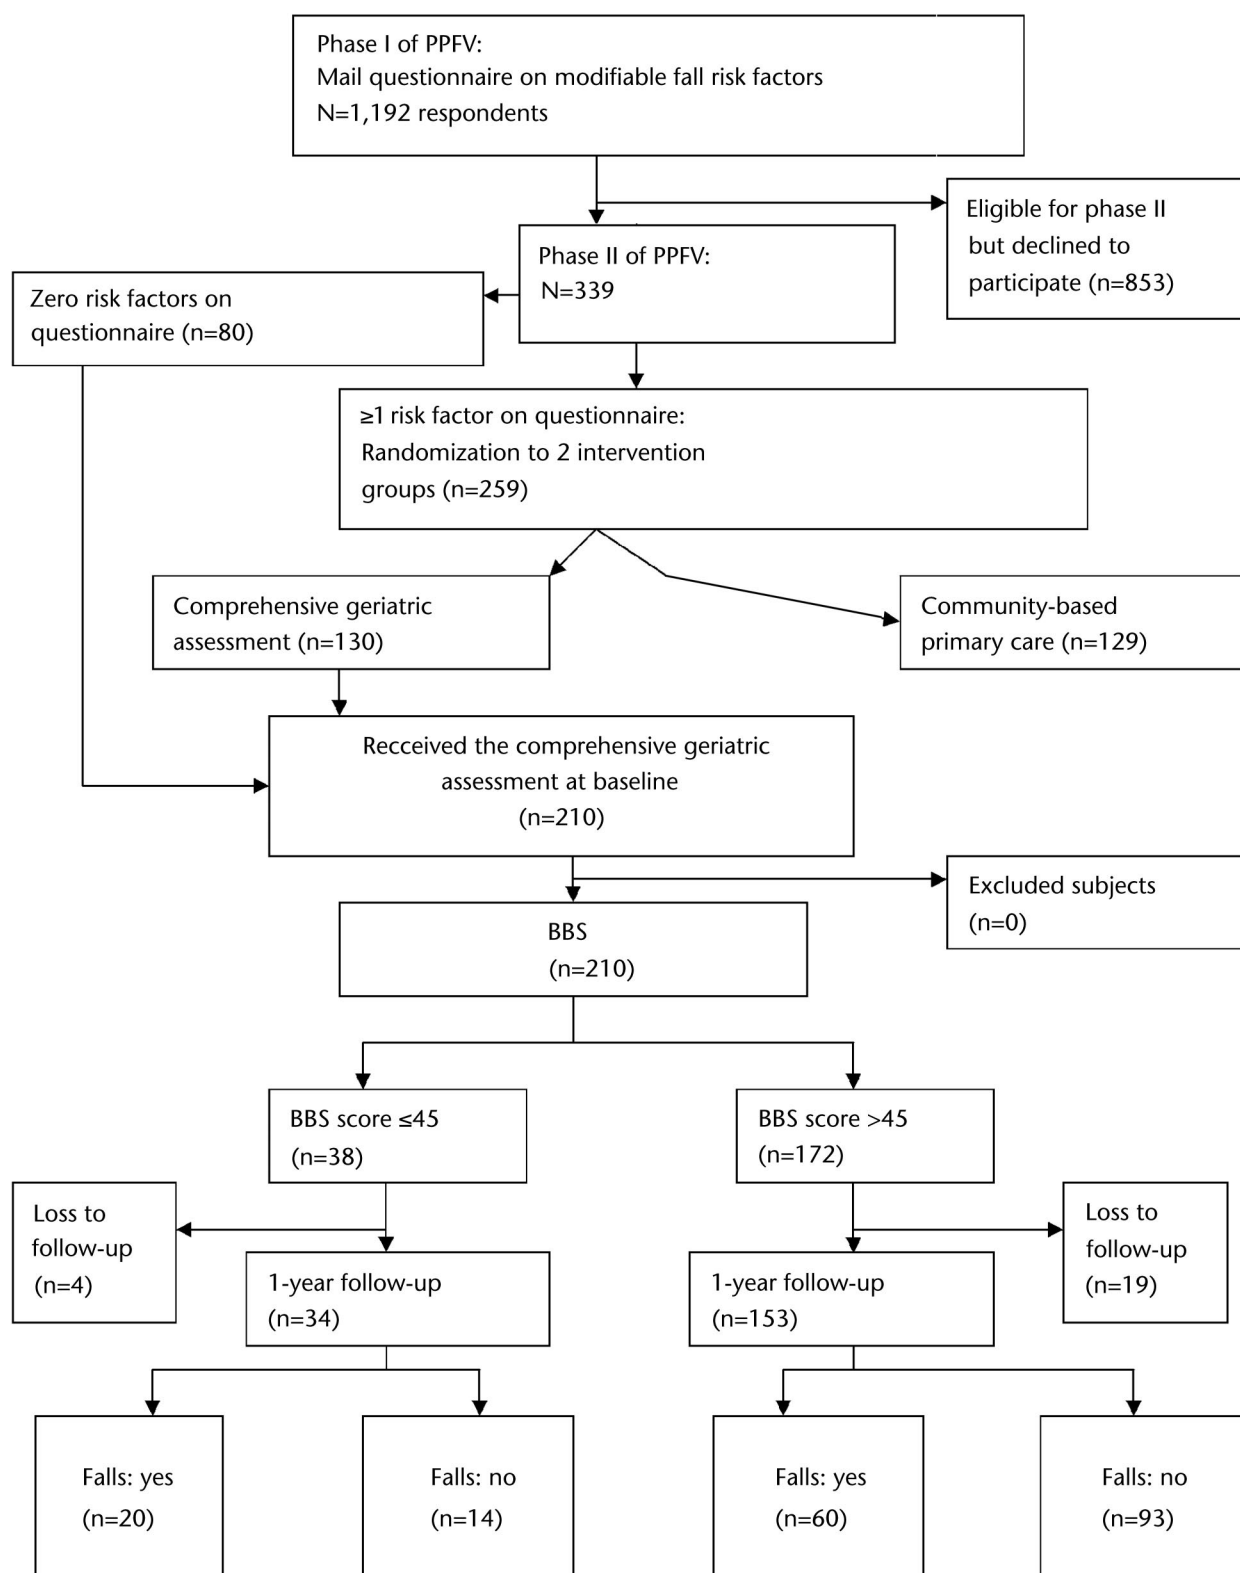 Phase I of PPFV:
Mail questionnaire on modifiable fall risk factors
N=1,192 respondents
Eligible for phase II
but declined to
participate (n=853)
Phase II of PPFV:
N=339
Zero risk factors on
questionnaire (n=80)
≥1 risk factor on questionnaire:
Randomization to 2 intervention
groups (n=259)
Comprehensive geriatric
assessment (n=130)
Community-based
primary care (n=129)
Recceived the comprehensive geriatric
assessment at baseline
(n=210)
Excluded subjects
(n=0)
BBS
(n=210)
BBS score ≤45
(n=38)
BBS score >45
(n=172)
Loss to
follow-up
(n=4)
Loss to
follow-up
(n=19)
1-year follow-up
(n=34)
1-year follow-up
(n=153)
Falls: yes
(n=20)
Falls: no
(n=14)
Falls: yes
(n=60)
Falls: no
(n=93)